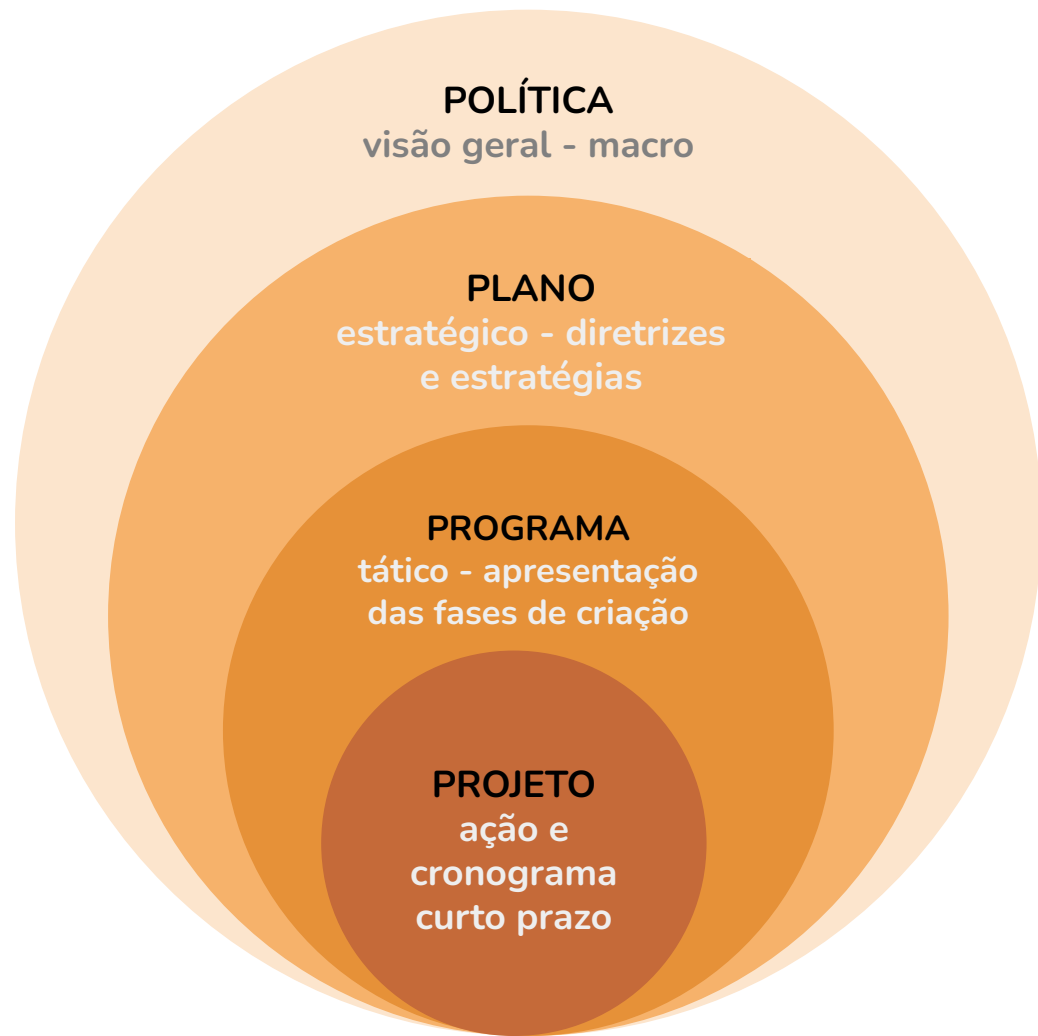 POLÍTICA
visão geral - macro
PLANO
estratégico - diretrizes
e estratégias
PROGRAMA
tático - apresentação
das fases de criação
PROJETO
ação e
cronograma
curto prazo